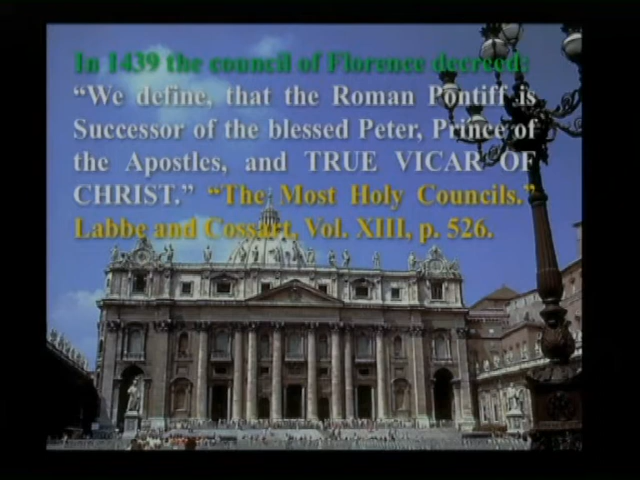 In 1439 the council of Florence decreed:
“We define, that the Roman Pontiff is
Successor of the blessed Peter, Prince of
the Apostles, and TRUE VICAR OF
CHRIST.” “The Most Holy Councils.”
Labbe and Cossart, Vol. XIII, p. 526.